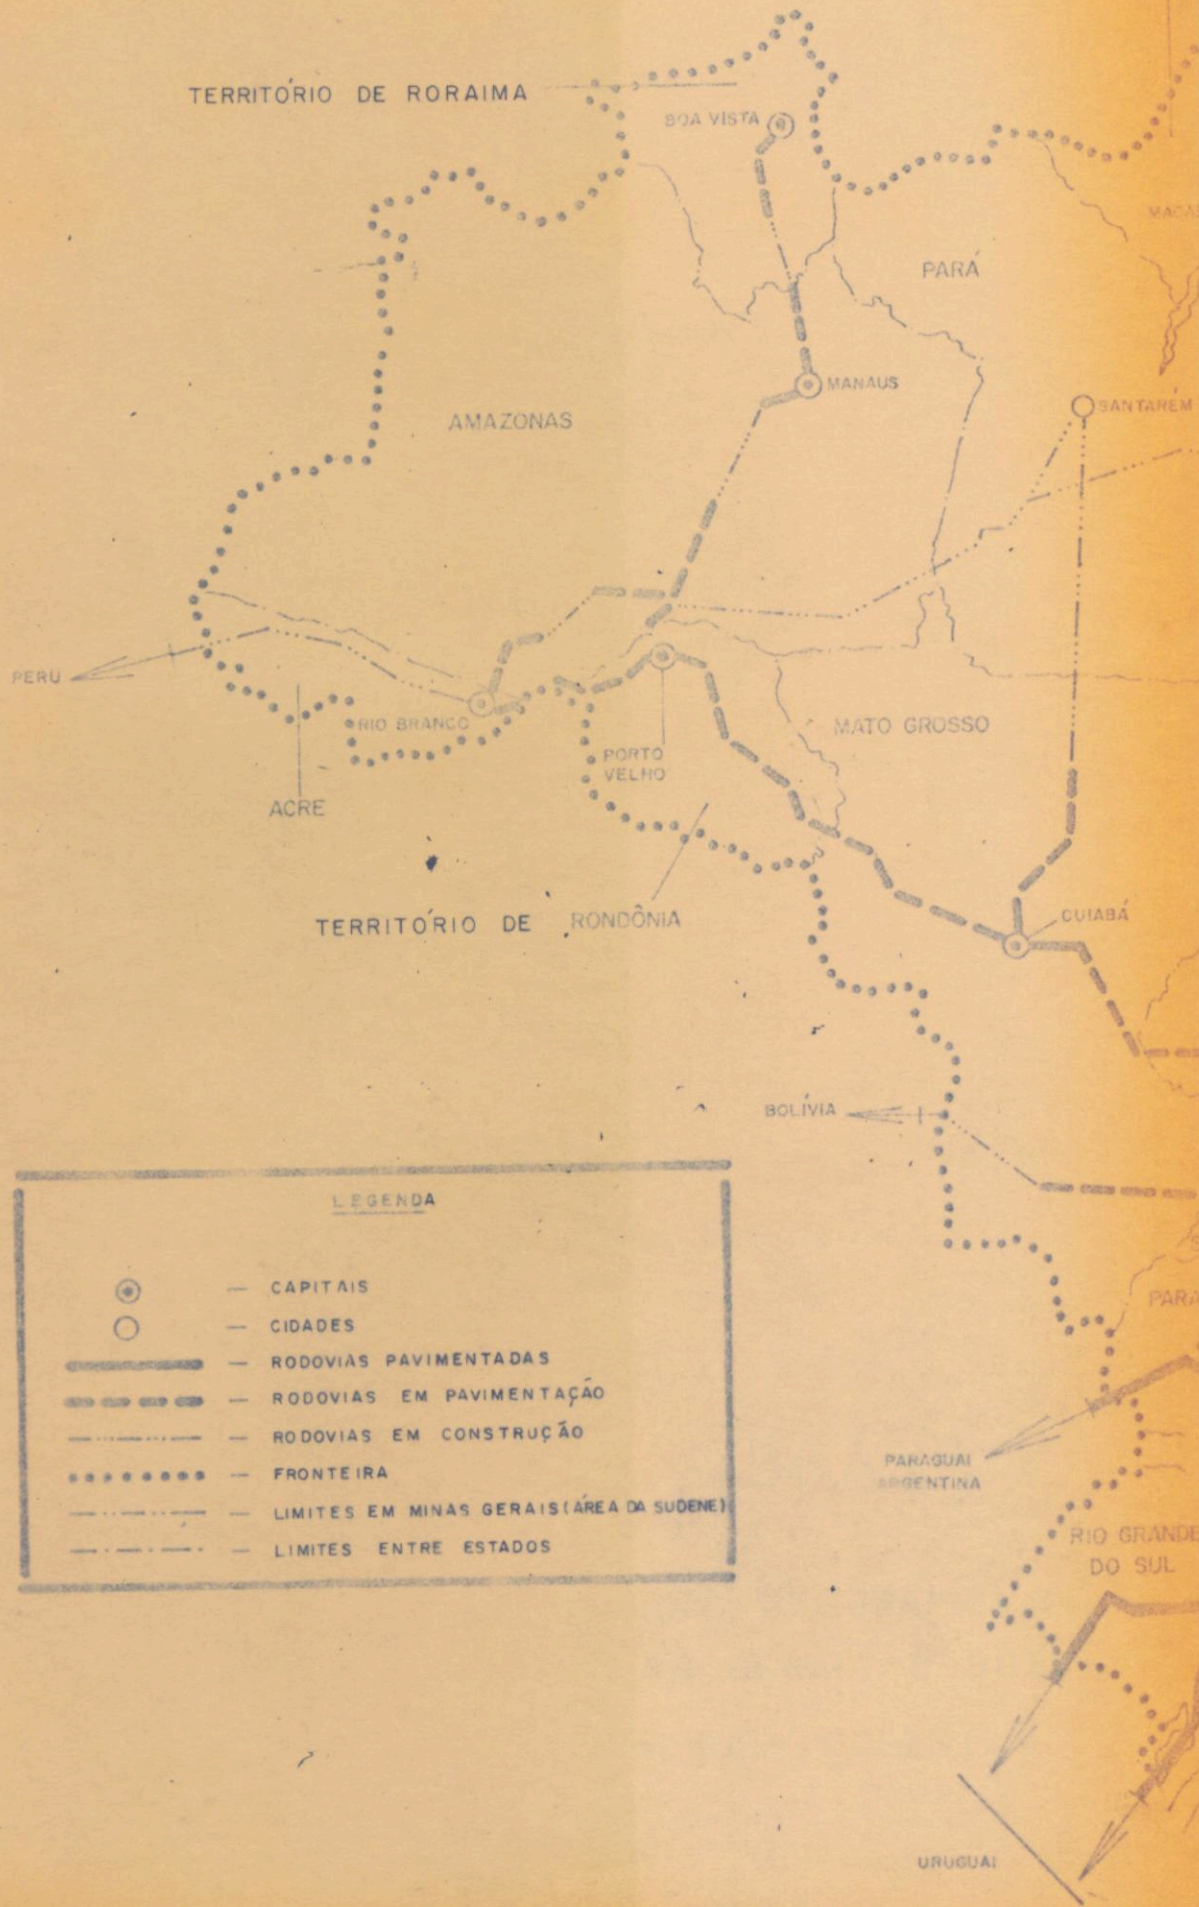 TERRITÓRIO DE RORAIMA
BOA VISTA
PARÁ
MANAUS
AMAZONAS
SANTARÉM
PERU
RIO BRANCO
MATO GROSSO
PORTO
VELHO
ACRE
TERRITÓRIO DE RONDÔNIA
CUIABÁ
BOLÍVIA
LEGENDA
— CAPITAIS
— CIDADES
— RODOVIAS PAVIMENTADAS
— RODOVIAS EM PAVIMENTAÇÃO
— RODOVIAS EM CONSTRUÇÃO
— FRONTEIRA
— LIMITES EM MINAS GERAIS (ÁREA DA SUDENE)
— LIMITES ENTRE ESTADOS
PARA
PARAGUAI
ARGENTINA
RIO GRANDE
DO SUL
URUGUAI